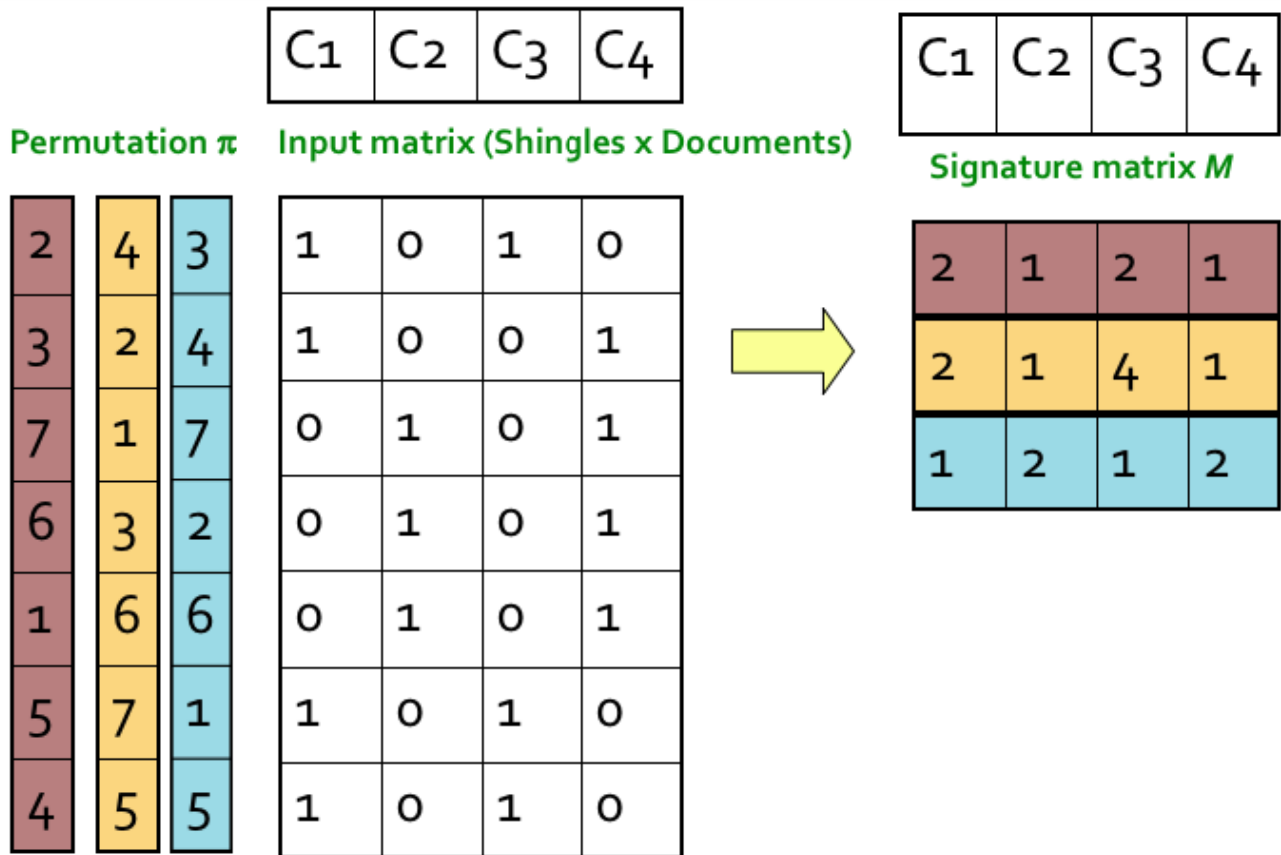 C1 C2 C3 C4
C1 C2 C3 C4
Permutation π
Input matrix (Shingles x Documents)
Signature matrix M
2 4 3 1 0 1 0
3 2 4 1 0 0 1
7 1 7 0 1 0 1
6 3 2 0 1 0 1
1 6 6 0 1 0 1
5 7 1 1 0 1 0
4 5 5 1 0 1 0
2 1 2 1
2 1 4 1
1 2 1 2